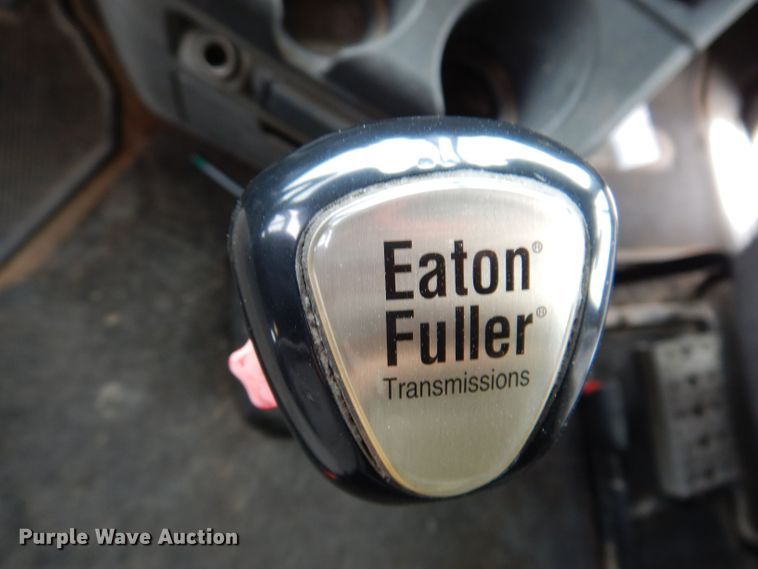 Eaton®
Fuller®
Transmissions
Purple Wave Auction